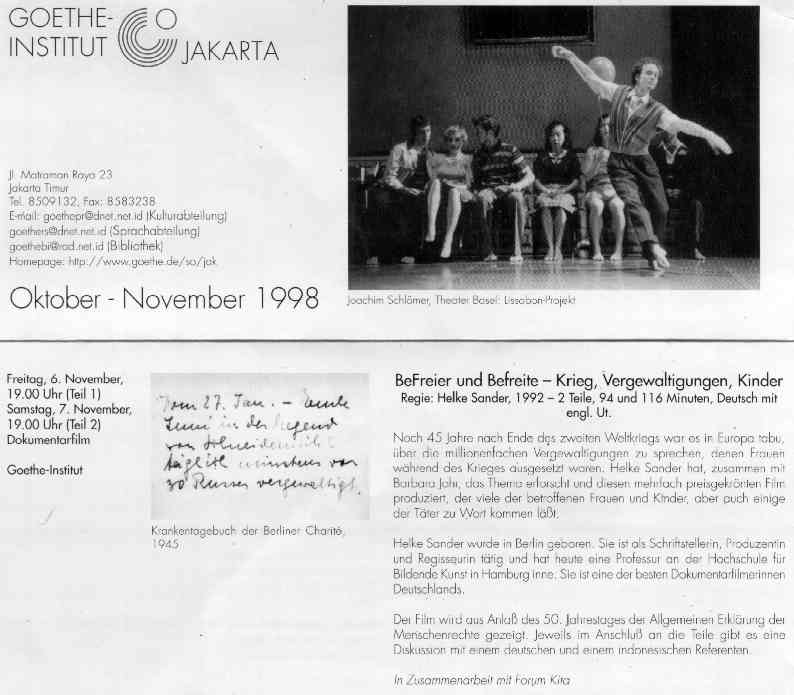 GOETHE-
INSTITUT JAKARTA
Jl. Matraman Raya 23
Jakarta Timur
Tel. 8509132, Fax: 8583238
E-mail: goethepr@dnet.net.id (Kulturabteilung)
goethers@dnet.net.id (Sprachabteilung)
goethebi@rad.net.id (Bibliothek)
Homepage: http://www.goethe.de/so/jak
Oktober - November 1998
Joachim Schlömer, Theater Basel: Lissabon-Projekt
Freitag, 6. November,
19.00 Uhr (Teil 1)
Samstag, 7. November,
19.00 Uhr (Teil 2)
Dokumentarfilm
Goethe-Institut
Vom 27. Jan. – Ende
Juni in der Gegend
von
täglich minstens von
30 Russen vergewaltigt.
Krankentagebuch der Berliner Charité,
1945
BeFreier und Befreite – Krieg, Vergewaltigungen, Kinder
Regie: Helke Sander, 1992 – 2 Teile, 94 und 116 Minuten, Deutsch mit
engl. Ut.
Noch 45 Jahre nach Ende des zweiten Weltkriegs war es in Europa tabu,
über die millionenfachen Vergewaltigungen zu sprechen, denen Frauen
während des Krieges ausgesetzt waren. Helke Sander hat, zusammen mit
Barbara Johr, das Thema erforscht und diesen mehrfach preisgekrönten Film
produziert, der viele der betroffenen Frauen und Kinder, aber auch einige
der Täter zu Wort kommen läßt.
Helke Sander wurde in Berlin geboren. Sie ist als Schriftstellerin, Produzentin
und Regisseurin tätig und hat heute eine Professur an der Hochschule für
Bildende Kunst in Hamburg inne. Sie ist eine der besten Dokumentarfilmerinnen
Deutschlands.
Der Film wird aus Anlaß des 50. Jahrestages der Allgemeinen Erklärung der
Menschenrechte gezeigt. Jeweils im Anschluß an die Teile gibt es eine
Diskussion mit einem deutschen und einem indonesischen Referenten.
In Zusammenarbeit mit Forum Kita